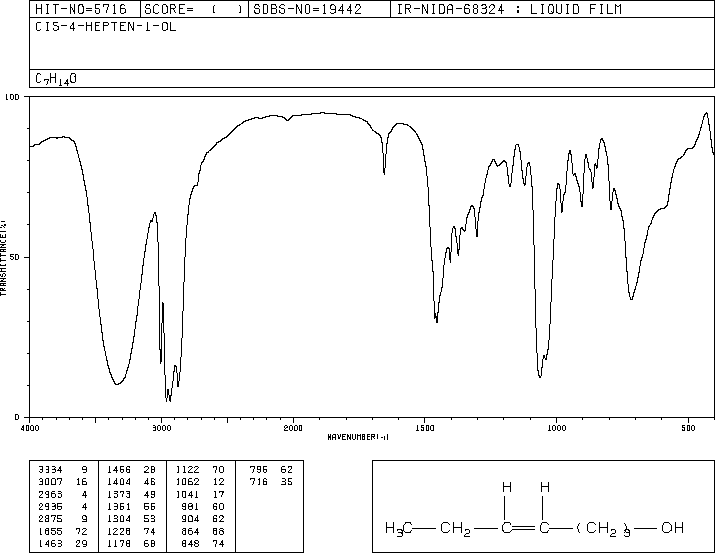 HIT-NO=5716 SCORE= ( ) SDBS-NO=19442 IR-NIDA-68324 : LIQUID FILM
CIS-4-HEPTEN-1-OL
C7H14O
100
50
0
TRANSMITTANCE(%)
4000 3000 2000 1500 1000 500
WAVENUMBER(-1)
3334 9 1456 28 1122 70 796 62
3007 16 1404 46 1062 12 716 35
2963 4 1373 49 1041 17
2935 4 1351 55 981 60
2875 9 1304 53 904 62
1655 72 1228 74 864 68
1463 29 1178 68 848 74
H H
H3C CH2 C C (CH2)3 OH